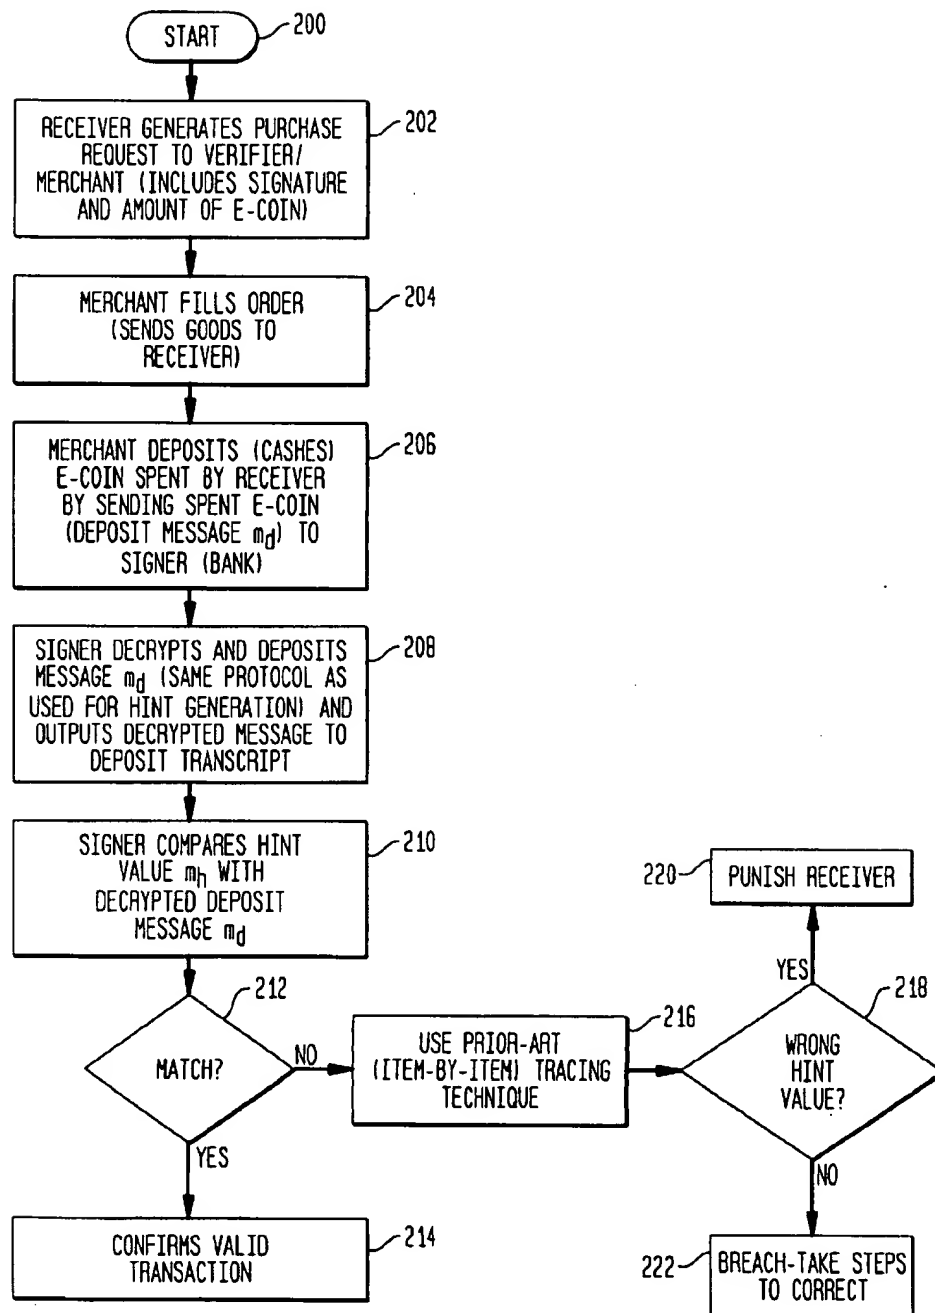 START
200
RECEIVER GENERATES PURCHASE
REQUEST TO VERIFIER/
MERCHANT (INCLUDES SIGNATURE
AND AMOUNT OF E-COIN)
202
MERCHANT FILLS ORDER
(SENDS GOODS TO
RECEIVER)
204
MERCHANT DEPOSITS (CASHES)
E-COIN SPENT BY RECEIVER
BY SENDING SPENT E-COIN
(DEPOSIT MESSAGE md) TO
SIGNER (BANK)
206
SIGNER DECRYPTS AND DEPOSITS
MESSAGE md (SAME PROTOCOL AS
USED FOR HINT GENERATION) AND
OUTPUTS DECRYPTED MESSAGE TO
DEPOSIT TRANSCRIPT
208
SIGNER COMPARES HINT
VALUE mh WITH
DECRYPTED DEPOSIT
MESSAGE md
210
MATCH?
212
NO
YES
CONFIRMS VALID
TRANSACTION
214
USE PRIOR-ART
(ITEM-BY-ITEM) TRACING
TECHNIQUE
216
WRONG
HINT
VALUE?
218
YES
220
PUNISH RECEIVER
NO
222
BREACH-TAKE STEPS
TO CORRECT